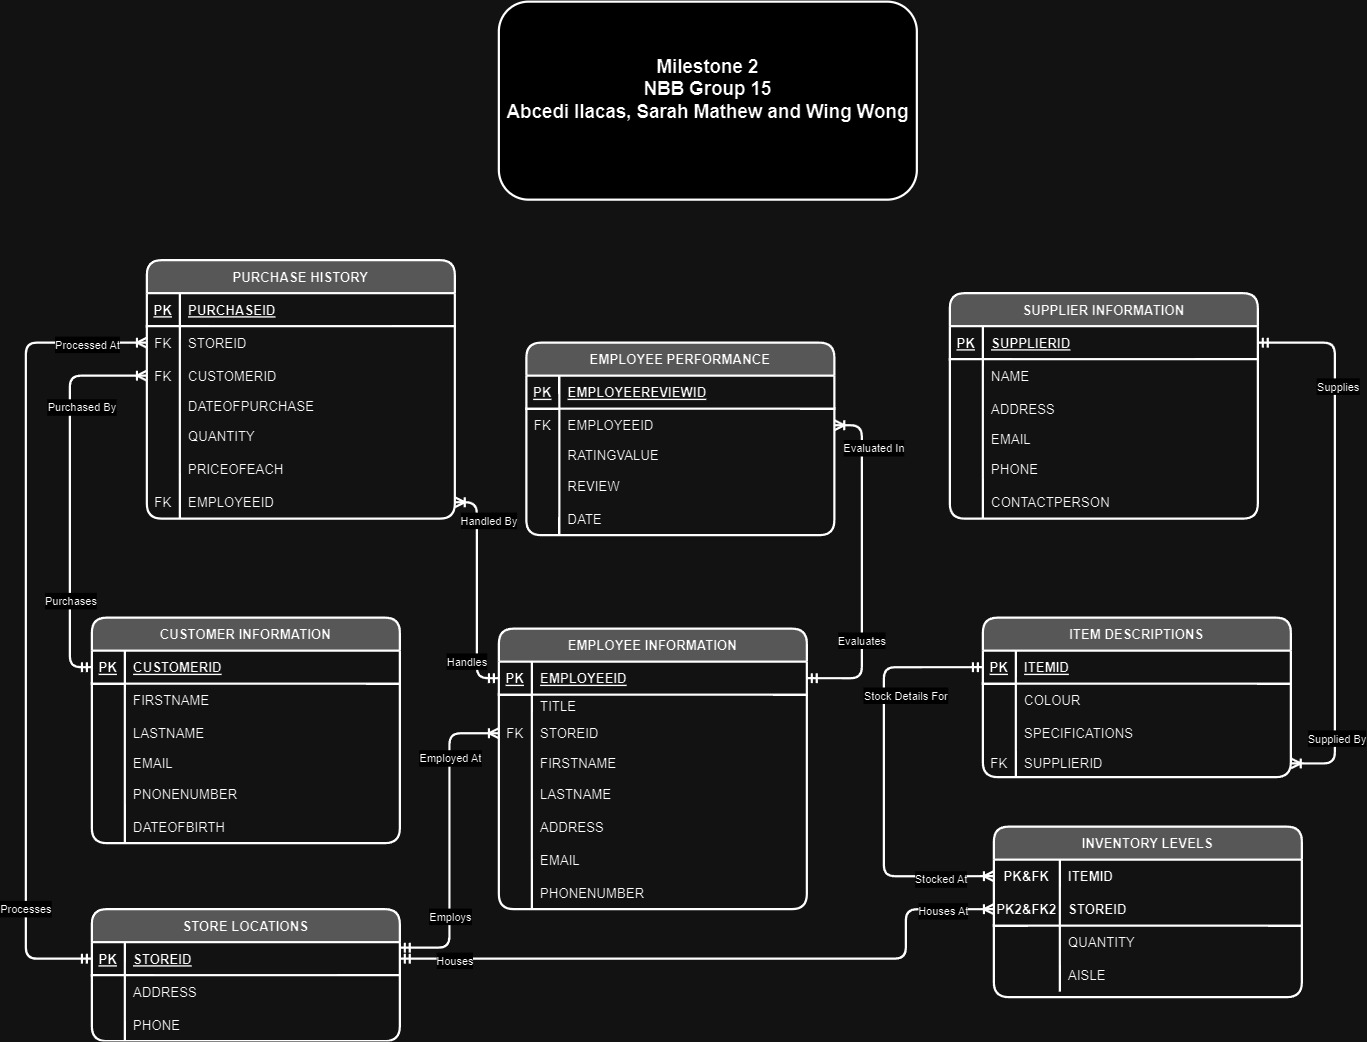 Milestone 2
NBB Group 15
Abcedi Ilacas, Sarah Mathew and Wing Wong
PURCHASE HISTORY
PK PURCHASEID
Processed At
FK STOREID
FK CUSTOMERID
Purchased By
DATEOFPURCHASE
QUANTITY
PRICEOFEACH
FK EMPLOYEEID
Handled By
EMPLOYEE PERFORMANCE
PK EMPLOYEEREVIEWID
FK EMPLOYEEID
Evaluated In
RATINGVALUE
REVIEW
DATE
SUPPLIER INFORMATION
PK SUPPLIERID
NAME
Supplies
ADDRESS
EMAIL
PHONE
CONTACTPERSON
Purchases
CUSTOMER INFORMATION
PK CUSTOMERID
FIRSTNAME
LASTNAME
EMAIL
PNONENUMBER
DATEOFBIRTH
Handles
EMPLOYEE INFORMATION
Evaluates
PK EMPLOYEEID
TITLE
FK STOREID
Employed At
FIRSTNAME
LASTNAME
ADDRESS
EMAIL
PHONENUMBER
ITEM DESCRIPTIONS
PK ITEMID
Stock Details For
COLOUR
SPECIFICATIONS
Supplied By
FK SUPPLIERID
INVENTORY LEVELS
Stocked At
PK&FK ITEMID
Houses At
PK2&FK2 STOREID
QUANTITY
AISLE
Processes
STORE LOCATIONS
Employs
PK STOREID
Houses
ADDRESS
PHONE